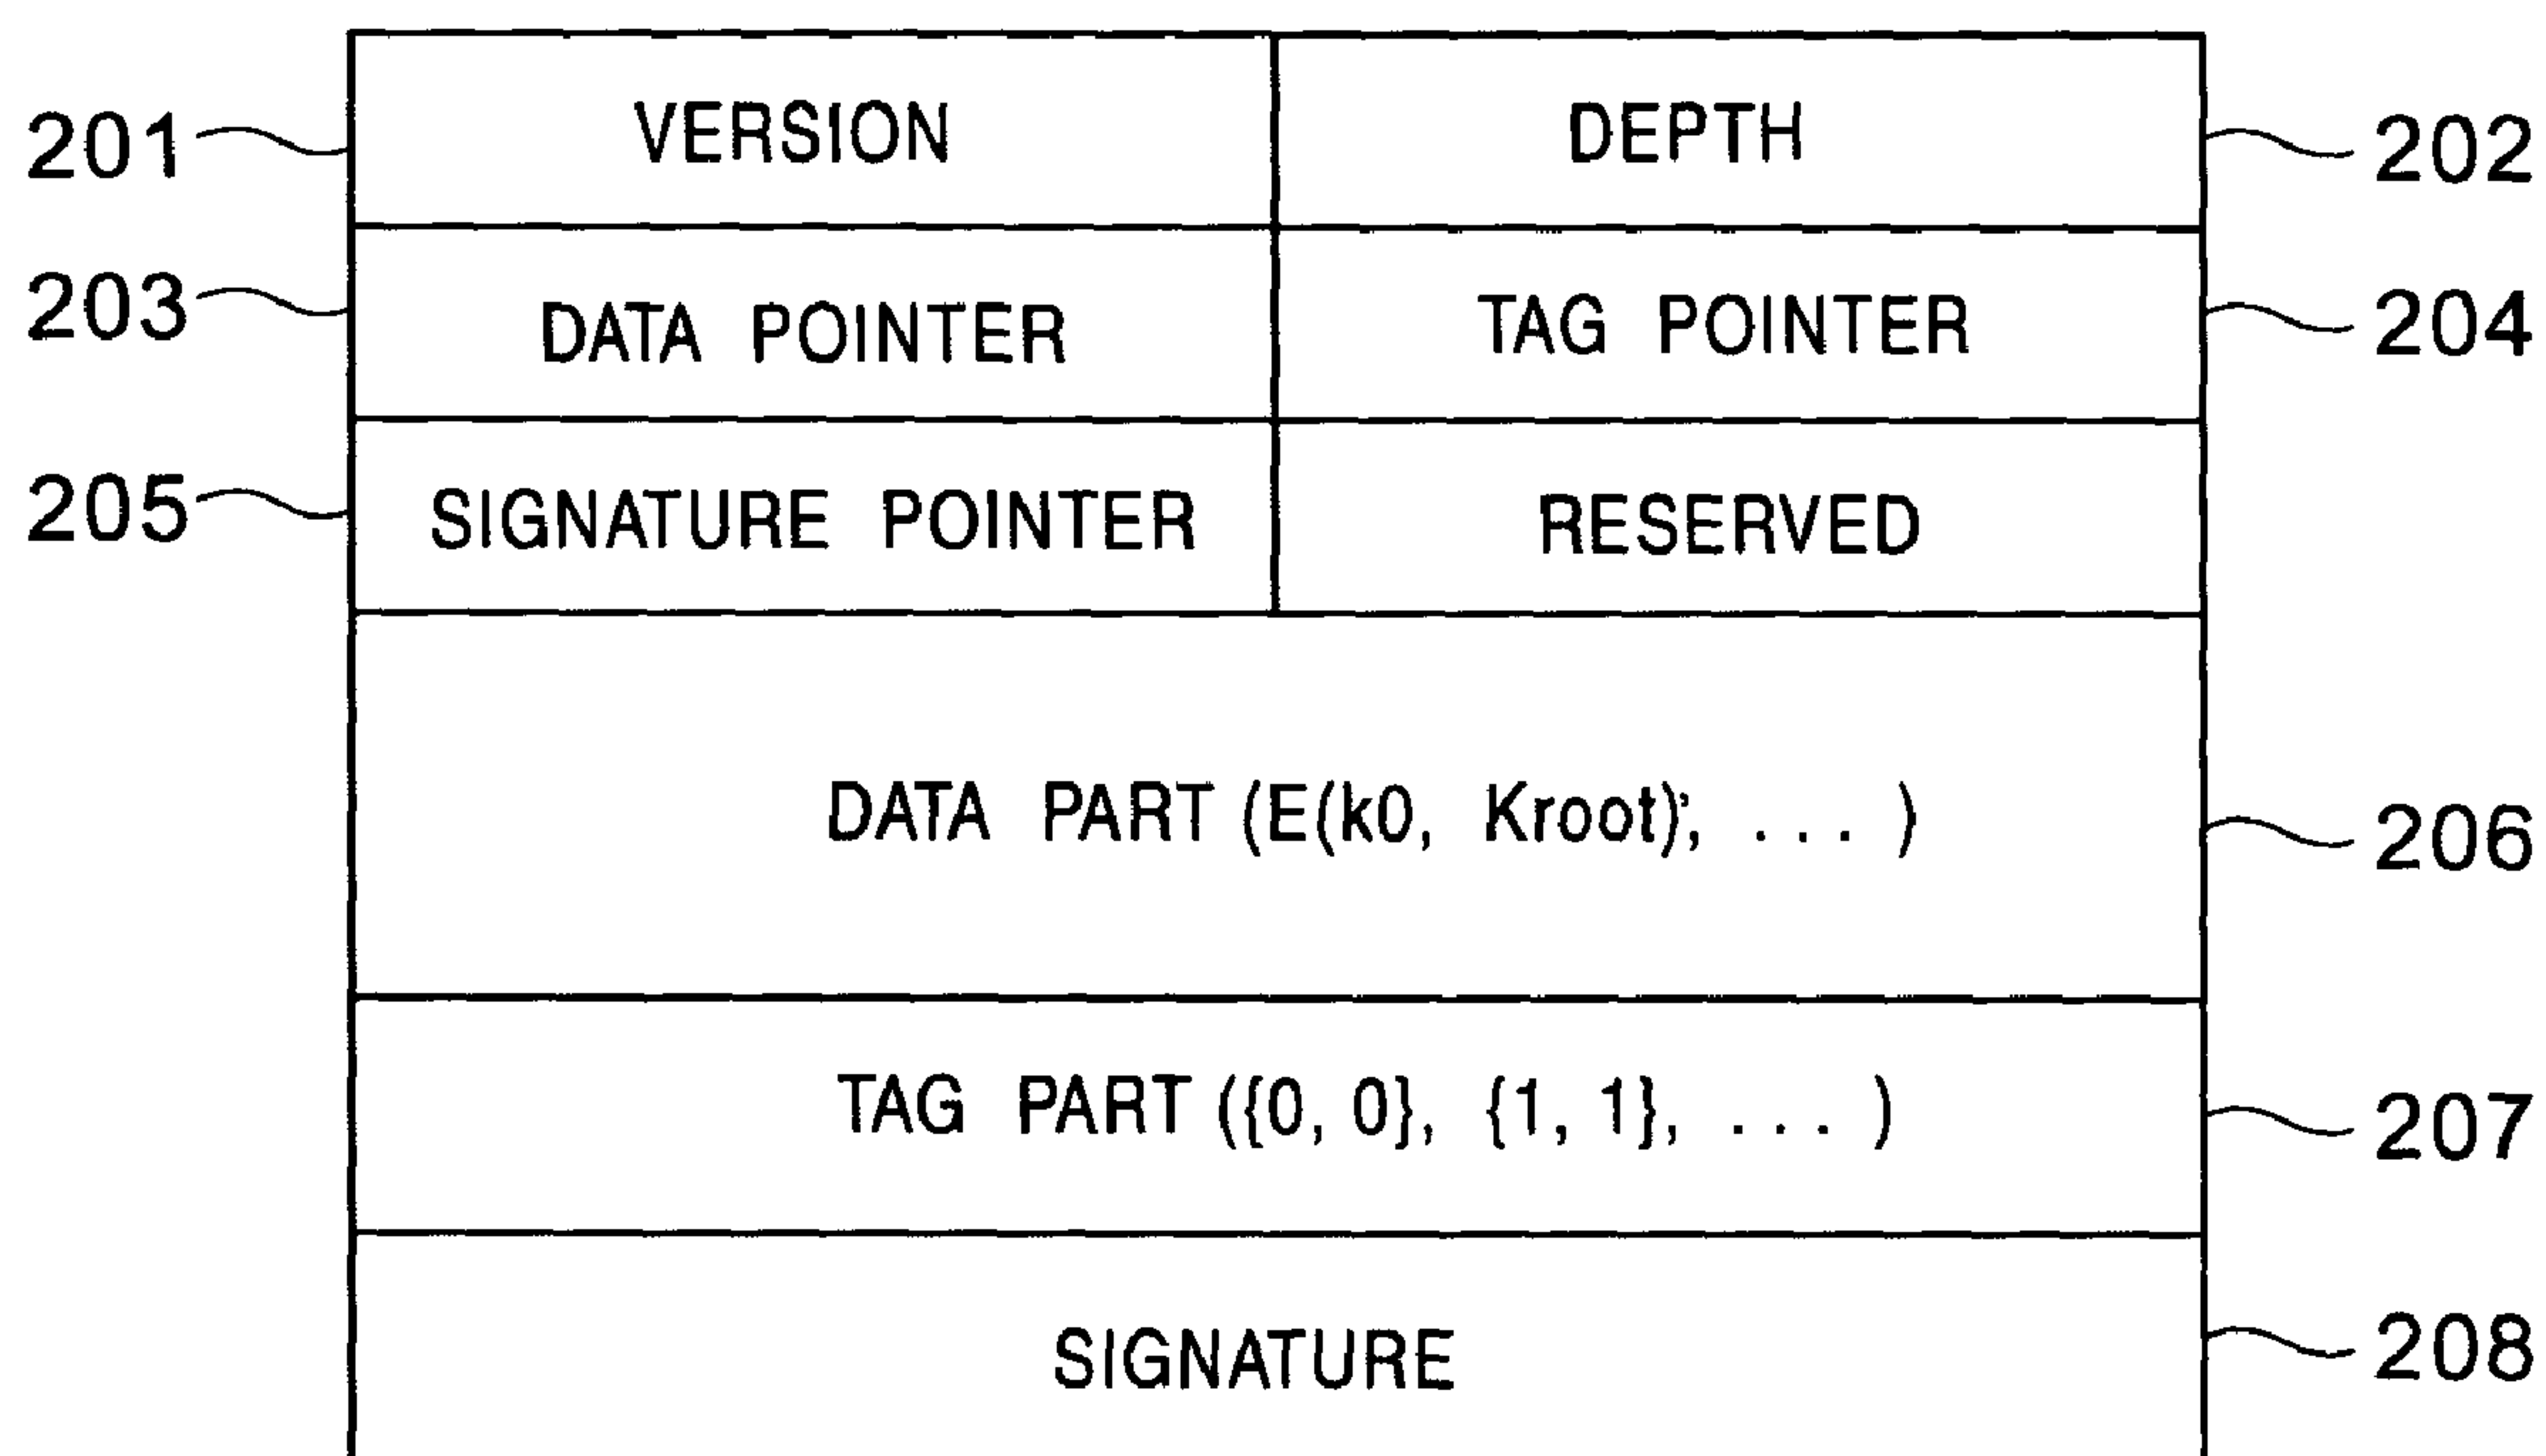 201 VERSION DEPTH 202
203 DATA POINTER TAG POINTER 204
205 SIGNATURE POINTER RESERVED
DATA PART (E(k0, Kroot)', ... ) 206
TAG PART ({0, 0}, {1, 1}, ... ) 207
SIGNATURE 208